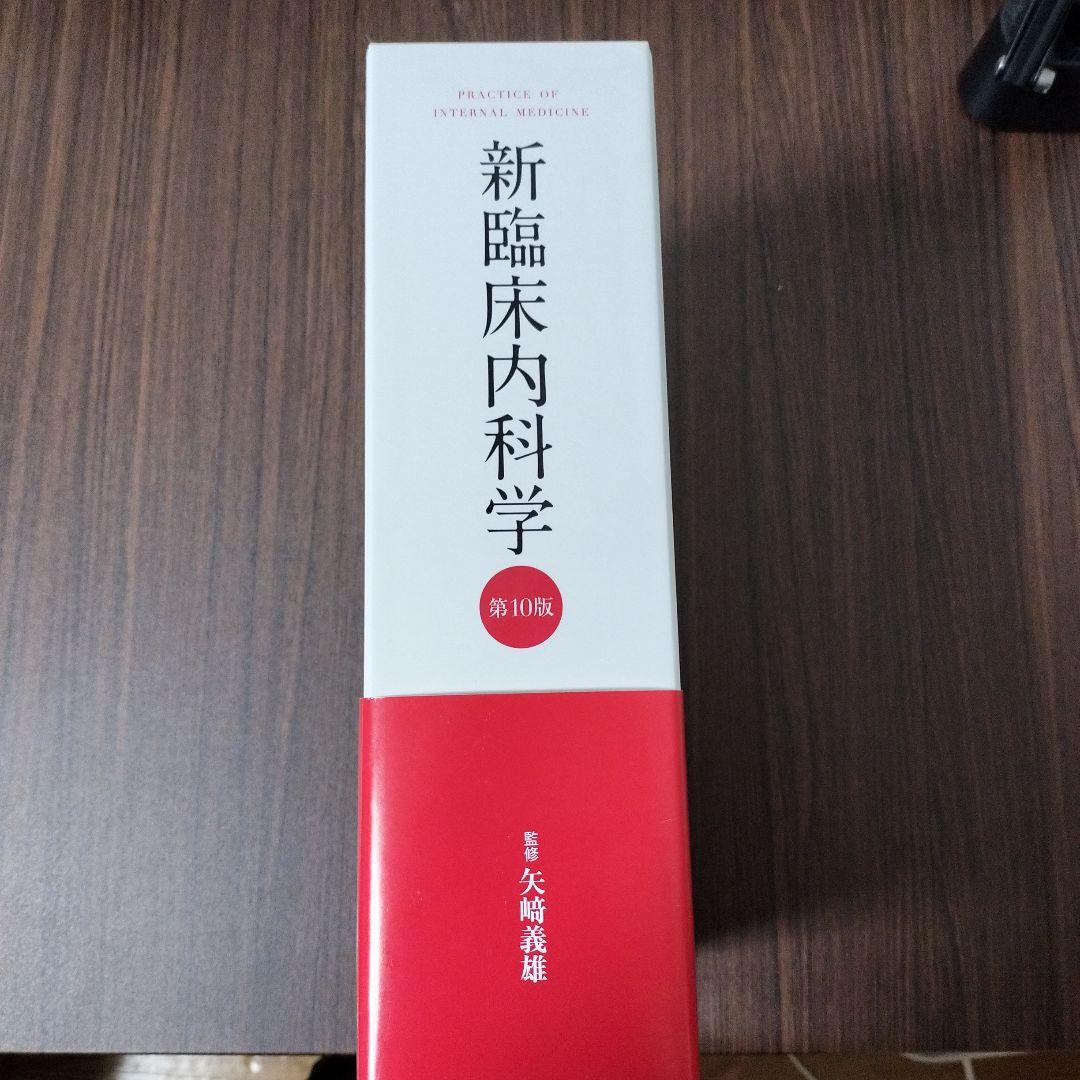 PRACTICE OF
INTERNAL MEDICINE
新臨床内科学
第10版
監修 矢﨑義雄